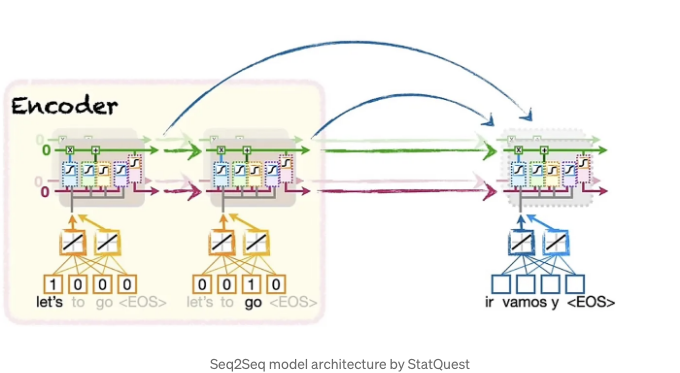 Encoder
0 0
0
0
0
1 0 0 0 0 0 1 0
let's to go <EOS> let's to go <EOS> ir vamos y <EOS>
Seq2Seq model architecture by StatQuest